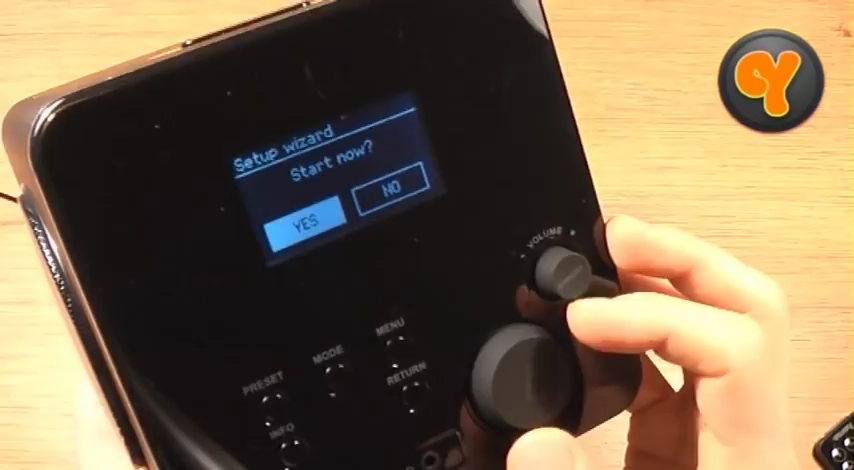 Setup wizard
Start now?
YES NO
VOLUME
MENU
MODE
PRESET
RETURN
INFO